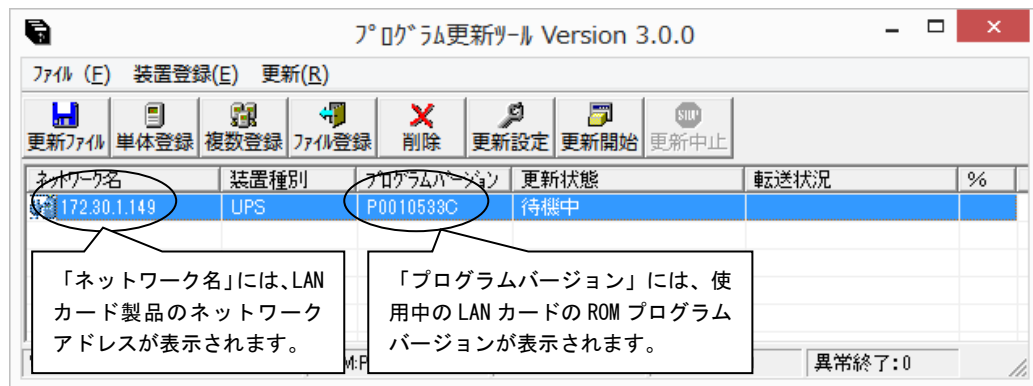 ﾌﾟﾛｸﾞﾗﾑ更新ﾂｰﾙ Version 3.0.0
ﾌｧｲﾙ (F) 装置登録(E) 更新(R)
更新ﾌｧｲﾙ 単体登録 複数登録 ﾌｧｲﾙ登録 削除 更新設定 更新開始 更新中止
ﾈｯﾄﾜｰｸ名 装置種別 ﾌﾟﾛｸﾞﾗﾑﾊﾞｰｼﾞｮﾝ 更新状態 転送状況 %
172.30.1.149 UPS P0010533C 待機中
「ネットワーク名」には、LAN
カード製品のネットワーク
アドレスが表示されます。
「プログラムバージョン」には、使
用中の LAN カードの ROM プログラム
バージョンが表示されます。
異常終了:0